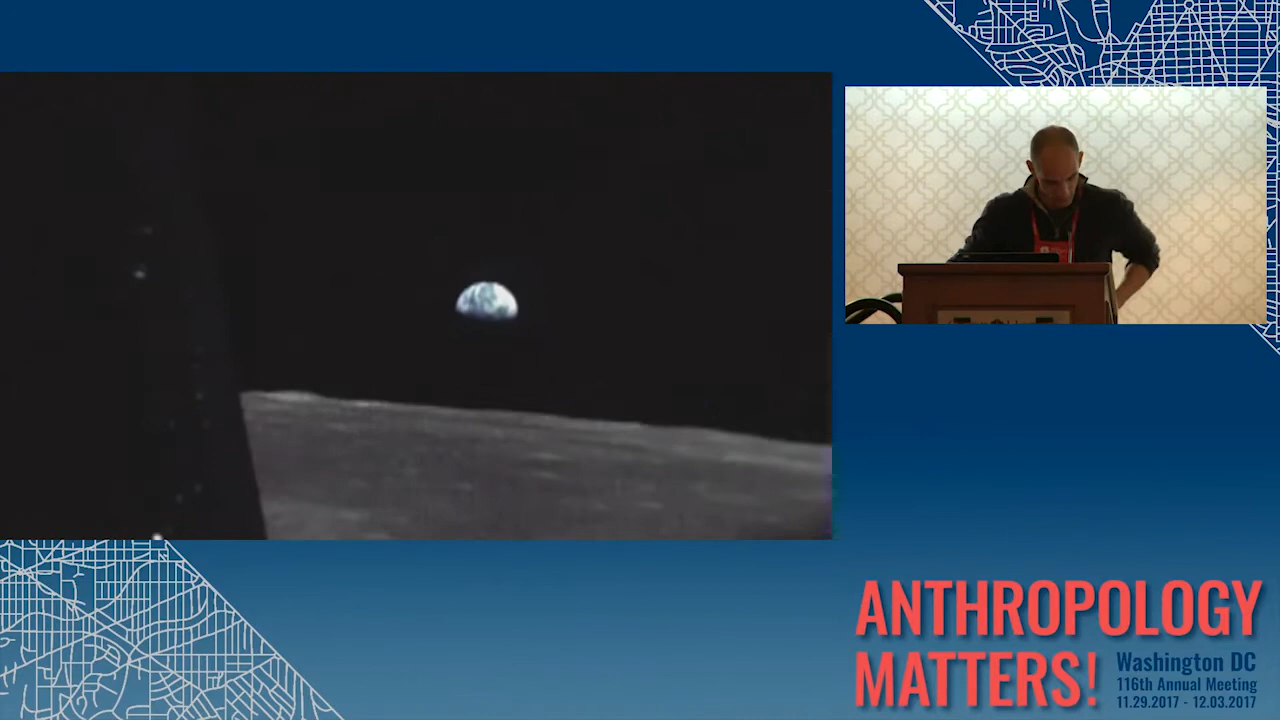 ANTHROPOLOGY
MATTERS!
Washington DC
116th Annual Meeting
11.29.2017 - 12.03.2017